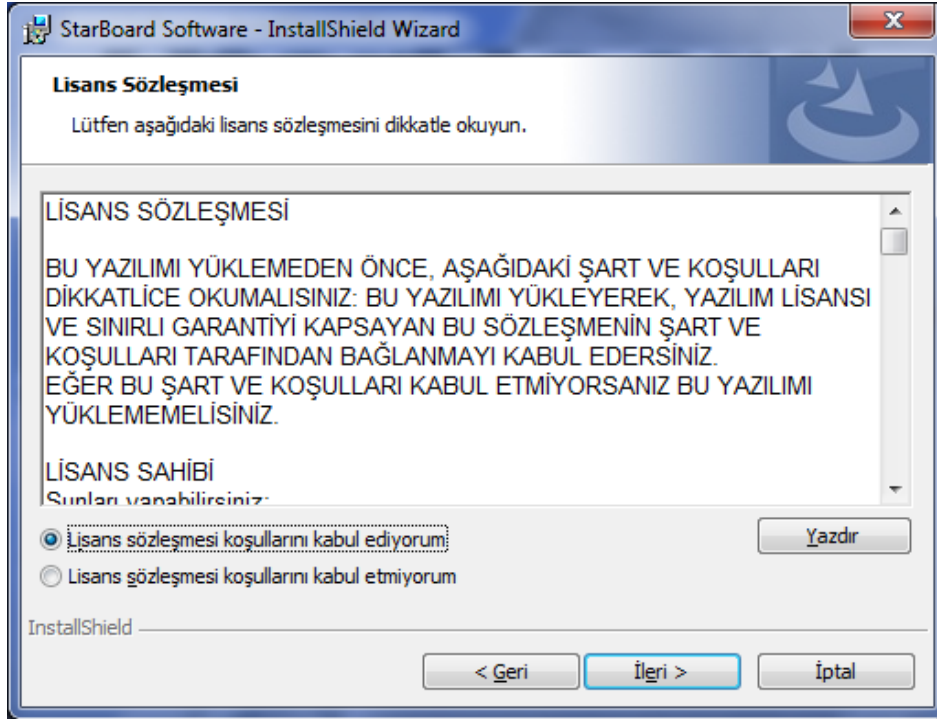 StarBoard Software - InstallShield Wizard
Lisans Sözleşmesi
Lütfen aşağıdaki lisans sözleşmesini dikkatle okuyun.
LİSANS SÖZLEŞMESİ
BU YAZILIMI YÜKLEMEDEN ÖNCE, AŞAĞIDAKİ ŞART VE KOŞULLARI
DİKKATLİCE OKUMALISINIZ: BU YAZILIMI YÜKLEYEREK, YAZILIM LİSANSI
VE SINIRLI GARANTİYİ KAPSAYAN BU SÖZLEŞMENİN ŞART VE
KOŞULLARI TARAFINDAN BAĞLANMAYI KABUL EDERSİNİZ.
EĞER BU ŞART VE KOŞULLARI KABUL ETMİYORSANIZ BU YAZILIMI
YÜKLEMEMELİSİNİZ.
LİSANS SAHİBİ
Şunları yapabilirsiniz:
Lisans sözleşmesi koşullarını kabul ediyorum
Yazdır
Lisans sözleşmesi koşullarını kabul etmiyorum
InstallShield
< Geri
İleri >
İptal